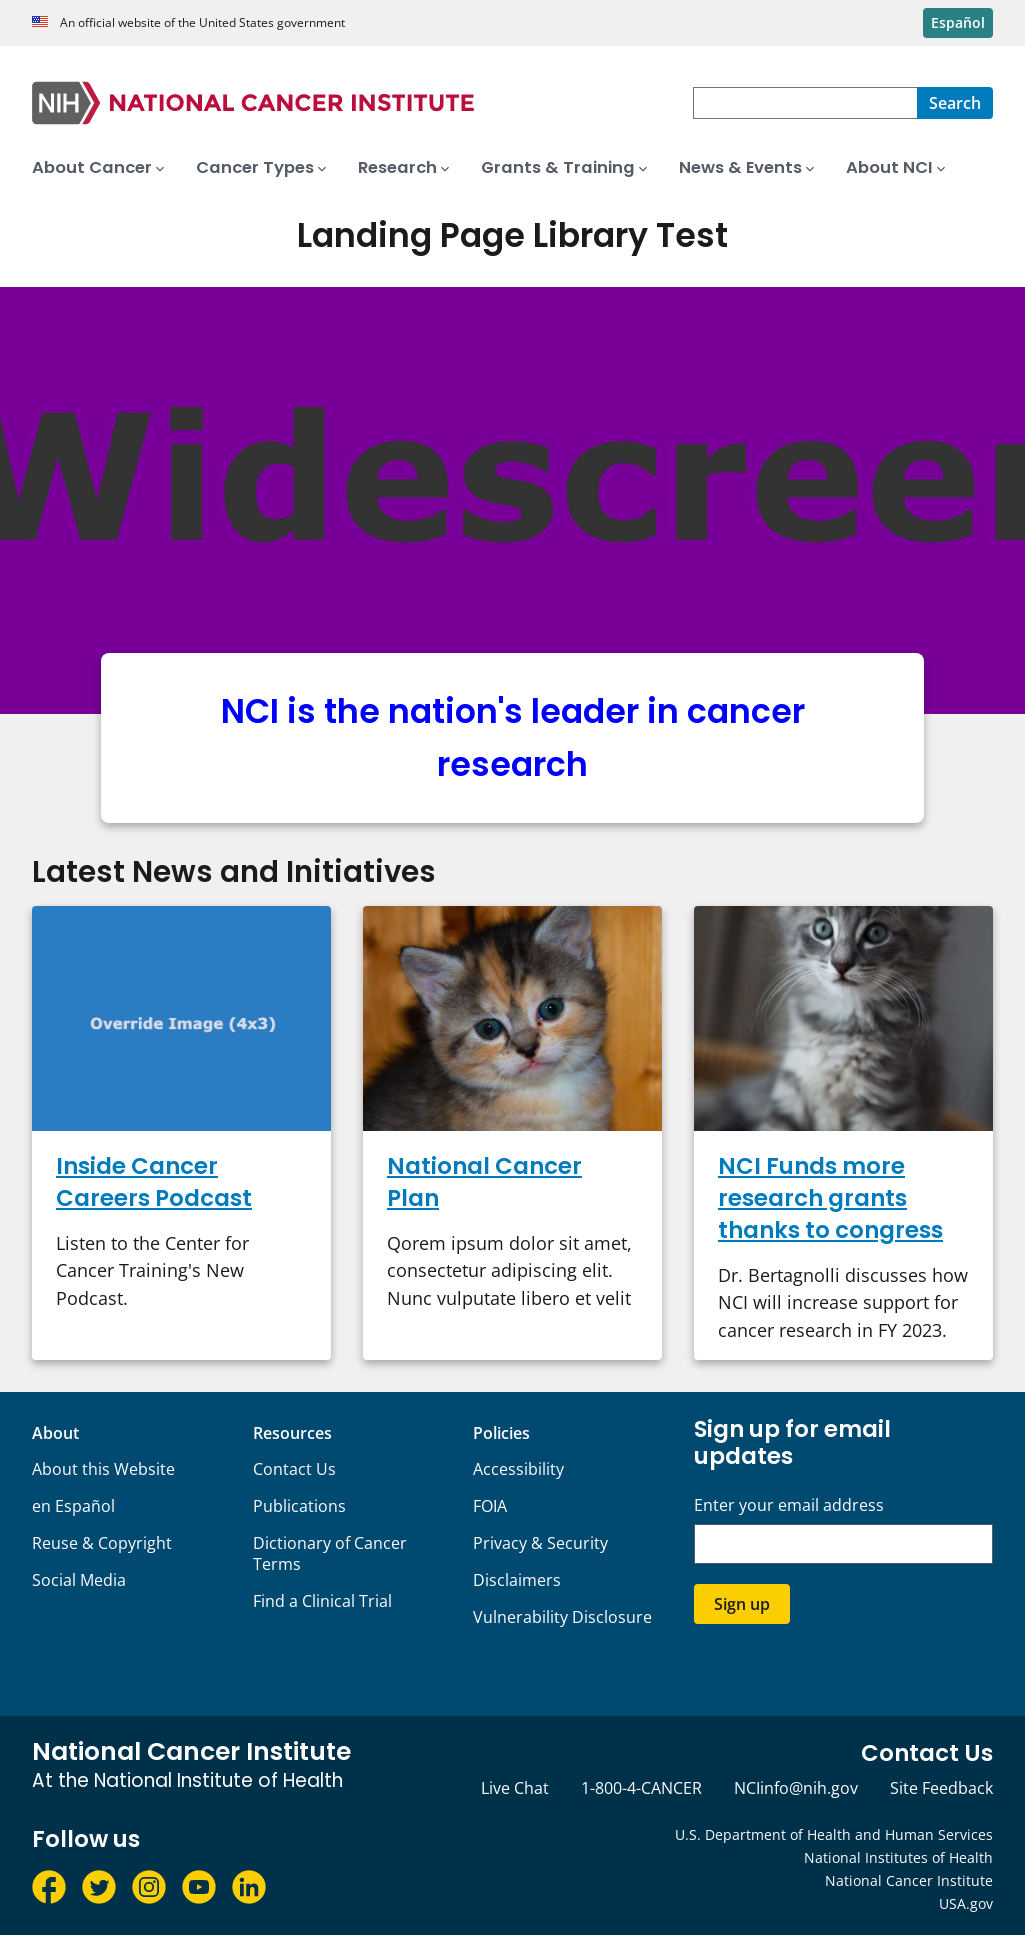 An official website of the United States government
Español
NIH NATIONAL CANCER INSTITUTE
Search
About Cancer
Cancer Types
Research
Grants & Training
News & Events
About NCI
Landing Page Library Test
Widescreen
NCI is the nation's leader in cancer
research
Latest News and Initiatives
Override Image (4x3)
Inside Cancer
Careers Podcast
Listen to the Center for
Cancer Training's New
Podcast.
National Cancer
Plan
Qorem ipsum dolor sit amet,
consectetur adipiscing elit.
Nunc vulputate libero et velit
NCI Funds more
research grants
thanks to congress
Dr. Bertagnolli discusses how
NCI will increase support for
cancer research in FY 2023.
About
About this Website
en Español
Reuse & Copyright
Social Media
Resources
Contact Us
Publications
Dictionary of Cancer
Terms
Find a Clinical Trial
Policies
Accessibility
FOIA
Privacy & Security
Disclaimers
Vulnerability Disclosure
Sign up for email
updates
Enter your email address
Sign up
National Cancer Institute
At the National Institute of Health
Contact Us
Live Chat
1-800-4-CANCER
NCIinfo@nih.gov
Site Feedback
Follow us
U.S. Department of Health and Human Services
National Institutes of Health
National Cancer Institute
USA.gov